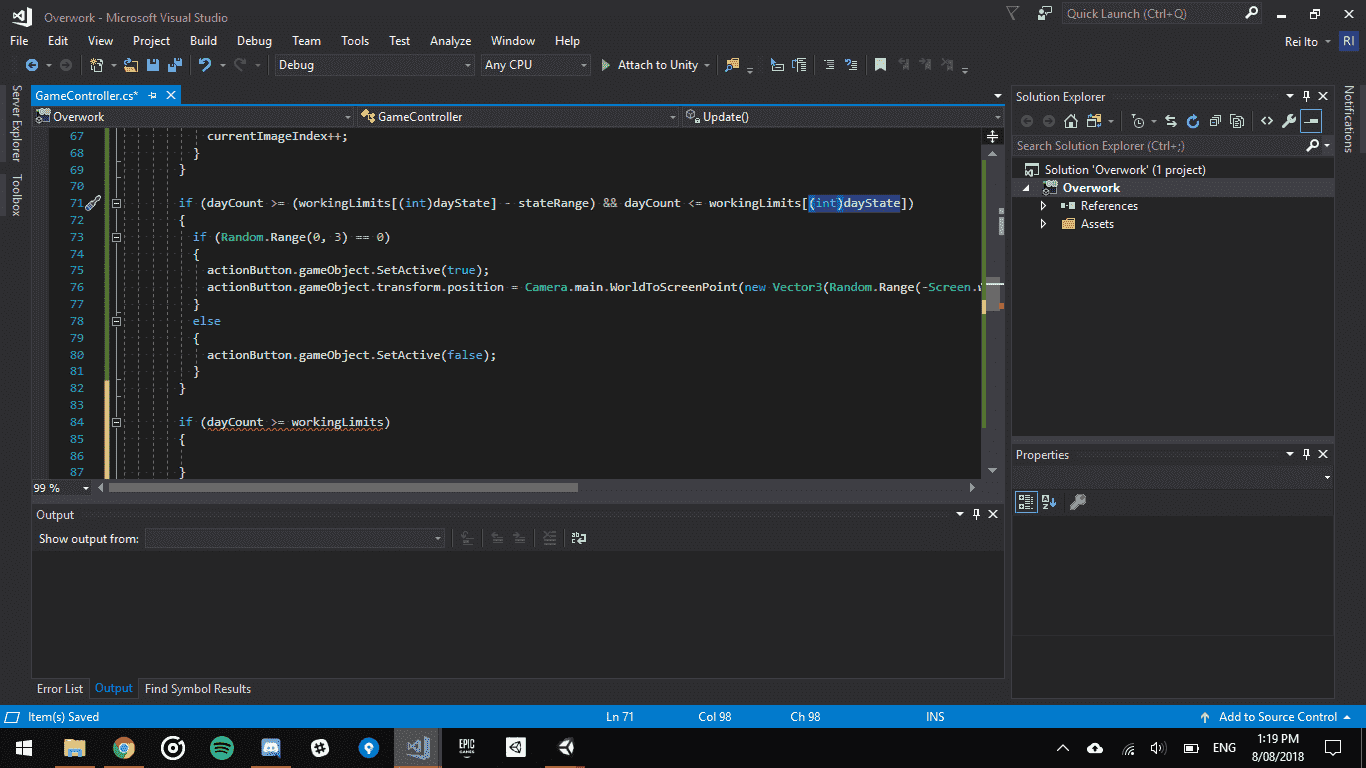 Overwork - Microsoft Visual Studio
Quick Launch (Ctrl+Q)
File Edit View Project Build Debug Team Tools Test Analyze Window Help
Rei Ito RI
Debug Any CPU Attach to Unity
Server Explorer
Toolbox
GameController.cs*
Overwork GameController Update()
67 currentImageIndex++;
68 }
69 }
70
71 if (dayCount >= (workingLimits[(int)dayState] - stateRange) && dayCount <= workingLimits[(int)dayState])
72 {
73 if (Random.Range(0, 3) == 0)
74 {
75 actionButton.gameObject.SetActive(true);
76 actionButton.gameObject.transform.position = Camera.main.WorldToScreenPoint(new Vector3(Random.Range(-Screen.
77 }
78 else
79 {
80 actionButton.gameObject.SetActive(false);
81 }
82 }
83
84 if (dayCount >= workingLimits)
85 {
86
87 }
99 %
Output
Show output from:
Error List Output Find Symbol Results
Solution Explorer
Search Solution Explorer (Ctrl+;)
Solution 'Overwork' (1 project)
Overwork
References
Assets
Properties
Notifications
Item(s) Saved Ln 71 Col 98 Ch 98 INS Add to Source Control
EPIC GAMES
ENG
1:19 PM
8/08/2018